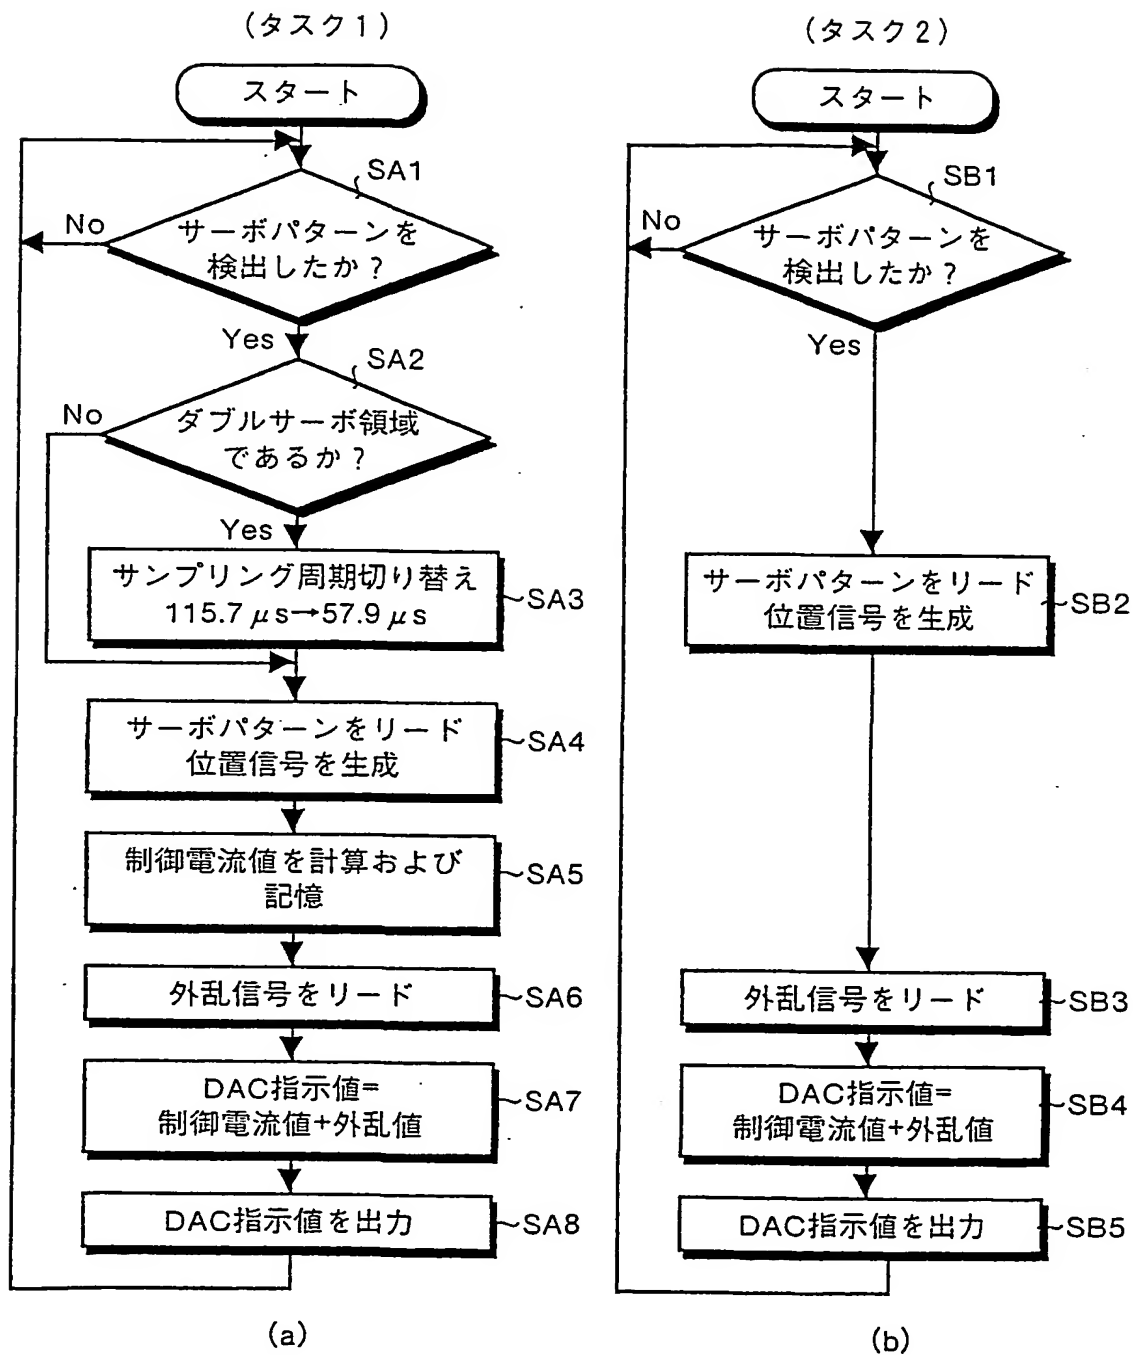 (タスク1)
スタート
SA1
No
サーボパターンを
検出したか?
Yes
SA2
No
ダブルサーボ領域
であるか?
Yes
サンプリング周期切り替え
115.7μs→57.9μs
SA3
サーボパターンをリード
位置信号を生成
SA4
制御電流値を計算および
記憶
SA5
外乱信号をリード
SA6
DAC指示値=
制御電流値+外乱値
SA7
DAC指示値を出力
SA8
(a)
(タスク2)
スタート
SB1
No
サーボパターンを
検出したか?
Yes
サーボパターンをリード
位置信号を生成
SB2
外乱信号をリード
SB3
DAC指示値=
制御電流値+外乱値
SB4
DAC指示値を出力
SB5
(b)